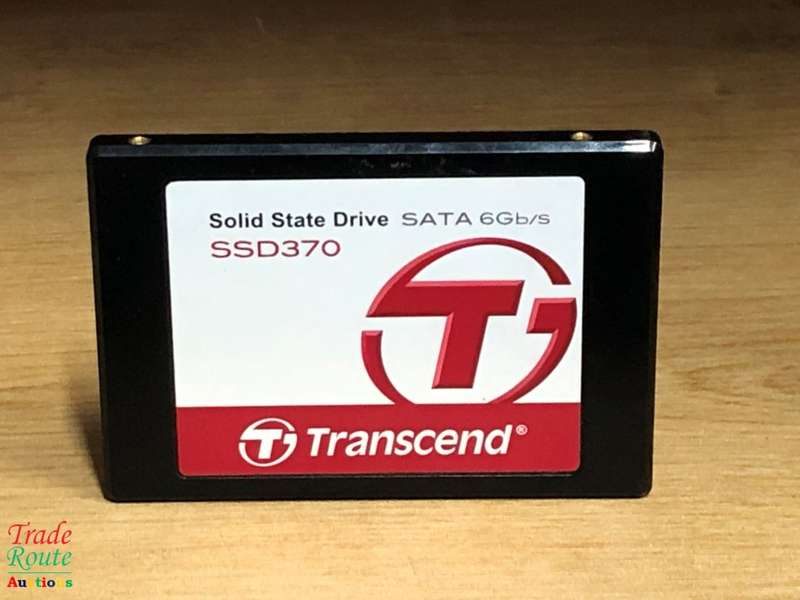 Solid State Drive SATA 6Gb/s
SSD370
Transcend®
Trade
Route
Auctions